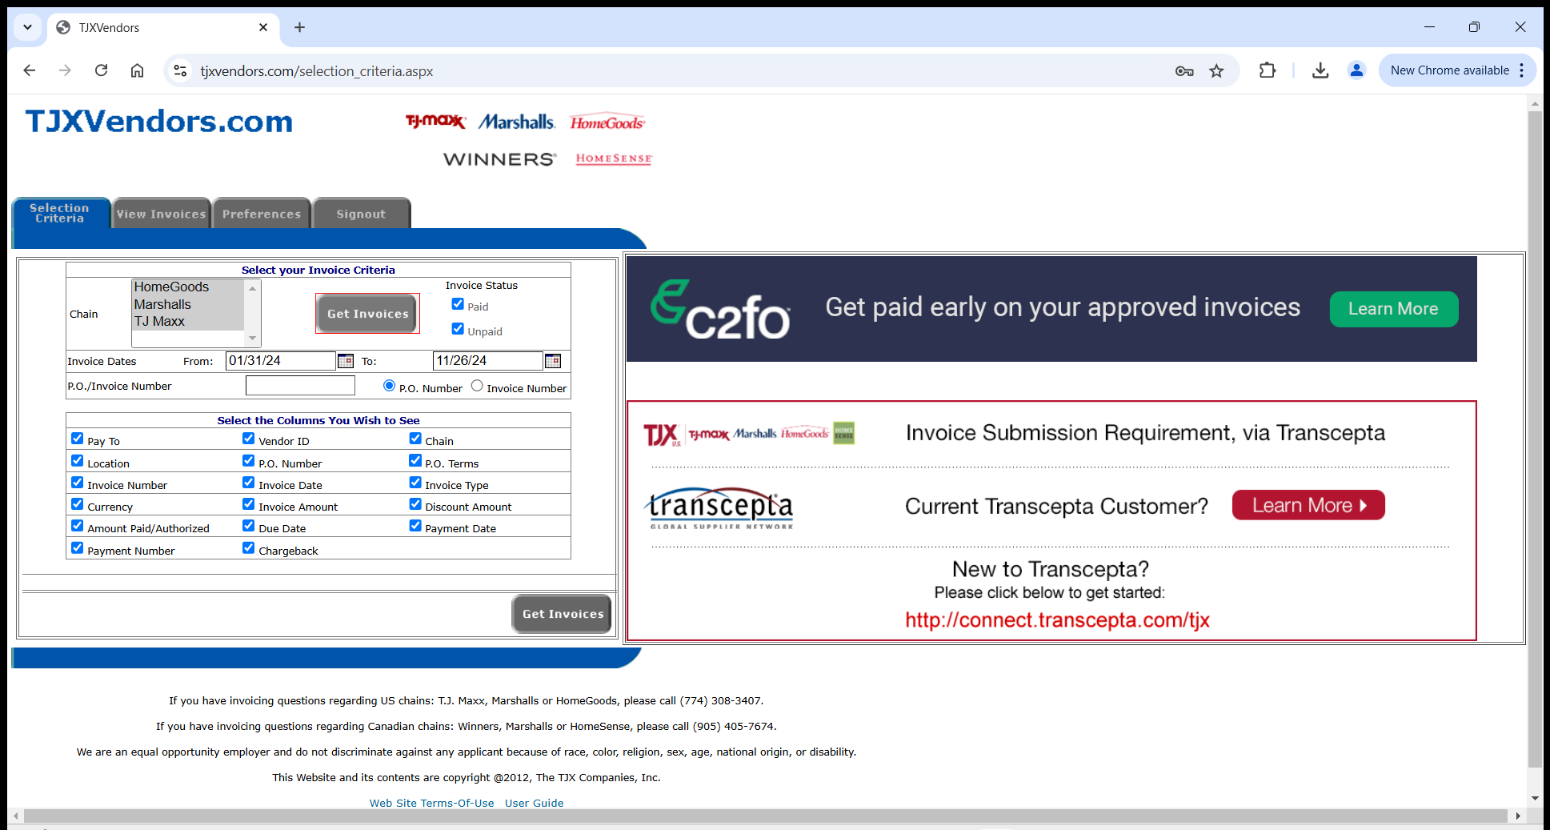 TJXVendors
tjxvendors.com/selection_criteria.aspx
New Chrome available
TJXVendors.com
TJ-maxx Marshalls. HomeGoods
WINNERS HOMESENSE
Selection Criteria
View Invoices
Preferences
Signout
Select your Invoice Criteria
Chain
HomeGoods
Marshalls
TJ Maxx
Get Invoices
Invoice Status
Paid
Unpaid
Invoice Dates From: 01/31/24 To: 11/26/24
P.O./Invoice Number P.O. Number Invoice Number
Select the Columns You Wish to See
Pay To Vendor ID Chain
Location P.O. Number P.O. Terms
Invoice Number Invoice Date Invoice Type
Currency Invoice Amount Discount Amount
Amount Paid/Authorized Due Date Payment Date
Payment Number Chargeback
Get Invoices
c2fo Get paid early on your approved invoices Learn More
TJX U.S. TJ-maxx Marshalls HomeGoods HOME SENSE Invoice Submission Requirement, via Transcepta
transcepta Current Transcepta Customer? Learn More
GLOBAL SUPPLIER NETWORK
New to Transcepta?
Please click below to get started:
http://connect.transcepta.com/tjx
If you have invoicing questions regarding US chains: T.J. Maxx, Marshalls or HomeGoods, please call (774) 308-3407.
If you have invoicing questions regarding Canadian chains: Winners, Marshalls or HomeSense, please call (905) 405-7674.
We are an equal opportunity employer and do not discriminate against any applicant because of race, color, religion, sex, age, national origin, or disability.
This Website and its contents are copyright @2012, The TJX Companies, Inc.
Web Site Terms-Of-Use User Guide